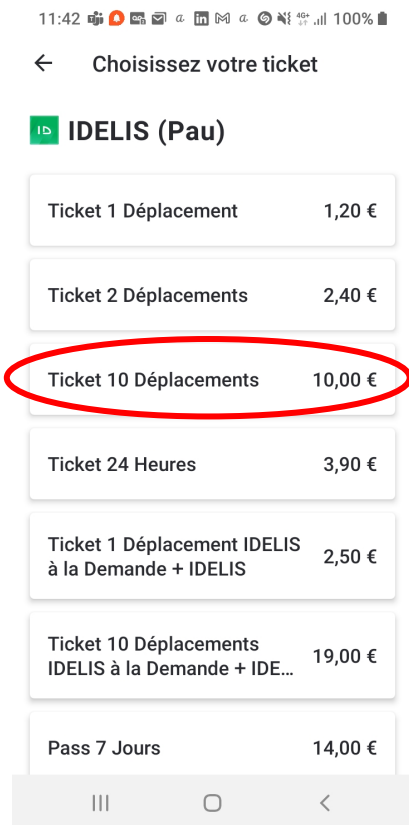 11:42 4G+ 100%
Choisissez votre ticket
ID IDELIS (Pau)
Ticket 1 Déplacement 1,20 €
Ticket 2 Déplacements 2,40 €
Ticket 10 Déplacements 10,00 €
Ticket 24 Heures 3,90 €
Ticket 1 Déplacement IDELIS
à la Demande + IDELIS 2,50 €
Ticket 10 Déplacements
IDELIS à la Demande + IDE... 19,00 €
Pass 7 Jours 14,00 €